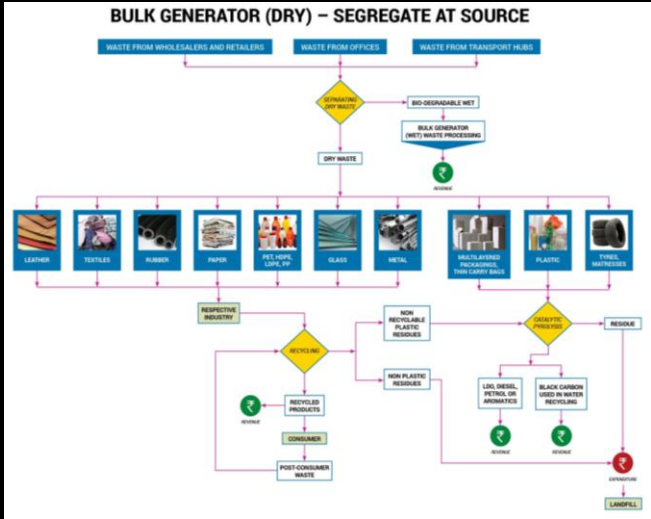 BULK GENERATOR (DRY) – SEGREGATE AT SOURCE
WASTE FROM WHOLESALERS AND RETAILERS
WASTE FROM OFFICES
WASTE FROM TRANSPORT HUBS
SEPARATING
DRY WASTE
BIO-DEGRADABLE WET
BULK GENERATOR
(WET) WASTE PROCESSING
₹
REVENUE
DRY WASTE
LEATHER
TEXTILES
RUBBER
PAPER
PET, HDPE,
LDPE, PP
GLASS
METAL
MULTILAYERED
PACKAGINGS,
THIN CARRY BAGS
PLASTIC
TYRES,
MATRESSES
RESPECTIVE
INDUSTRY
RECYCLING
NON
RECYCLABLE
PLASTIC
RESIDUES
NON PLASTIC
RESIDUES
CATALYTIC
PYROLYSIS
RESIDUE
RECYCLED
PRODUCTS
₹
REVENUE
CONSUMER
POST-CONSUMER
WASTE
LDO, DIESEL,
PETROL OR
AROMATICS
BLACK CARBON
USED IN WATER
RECYCLING
₹
REVENUE
₹
REVENUE
₹
EXPENDITURE
LANDFILL